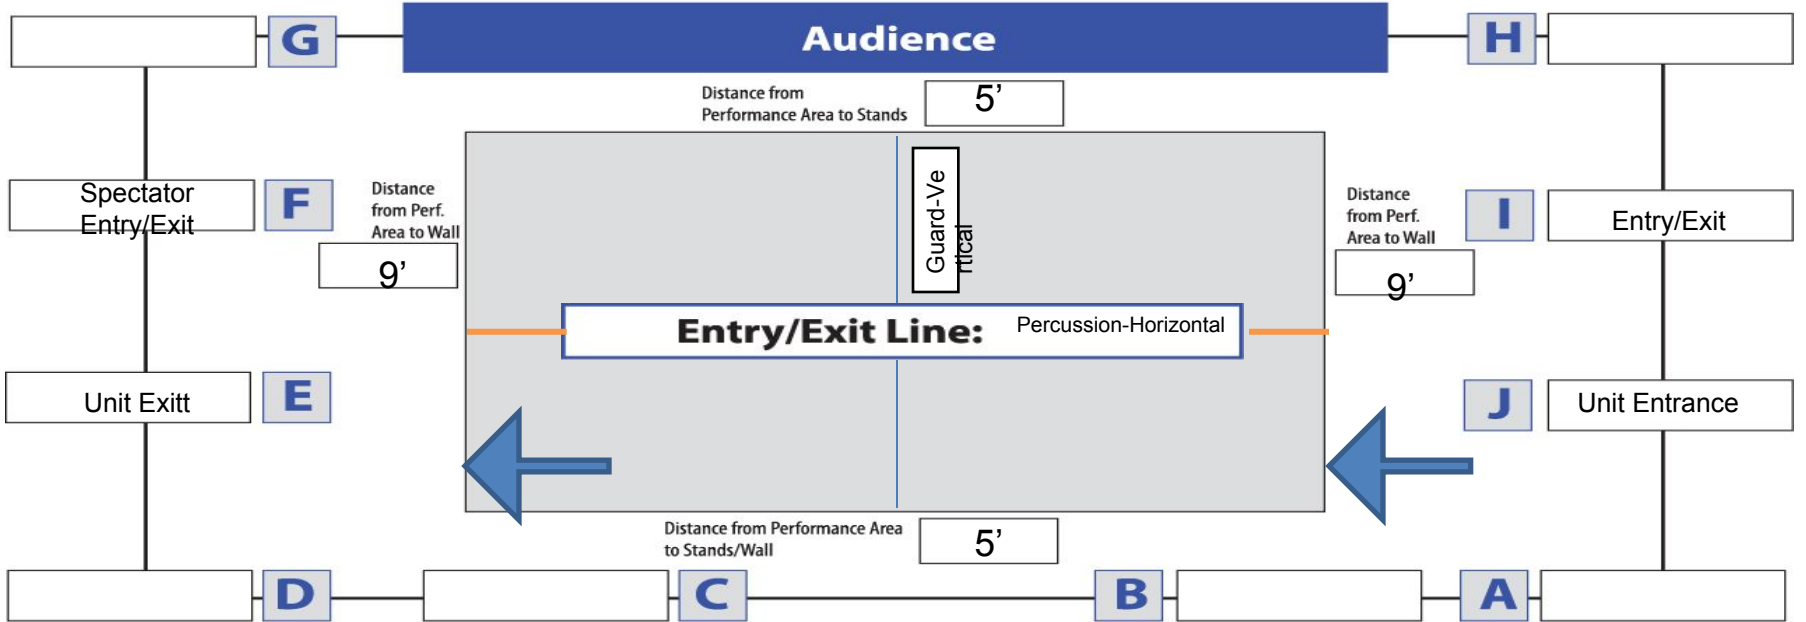 G
Audience
H
Distance from
Performance Area to Stands
5’
Spectator
Entry/Exit
F
Distance
from Perf.
Area to Wall
9’
Guard-Ve
rtical
Distance
from Perf.
Area to Wall
9’
I
Entry/Exit
Entry/Exit Line:
Percussion-Horizontal
Unit Exitt
E
J
Unit Entrance
Distance from Performance Area
to Stands/Wall
5’
D
C
B
A